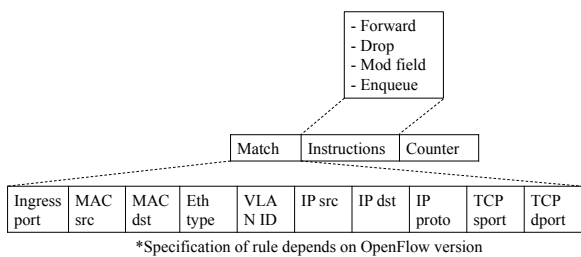 - Forward
- Drop
- Mod field
- Enqueue
Match Instructions Counter
Ingress port MAC src MAC dst Eth type VLA N ID IP src IP dst IP proto TCP sport TCP dport
*Specification of rule depends on OpenFlow version